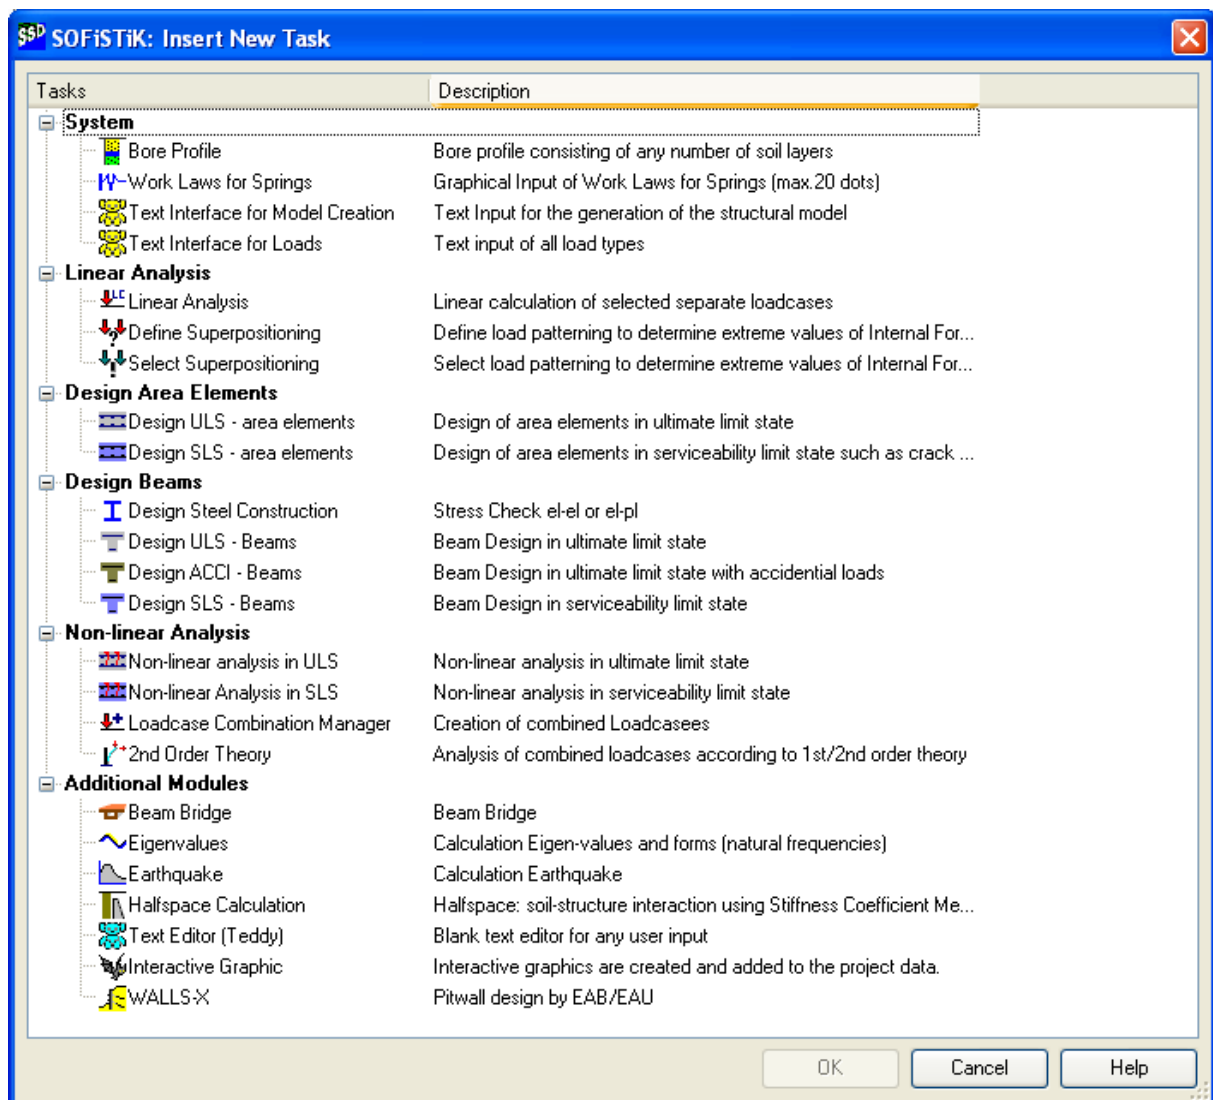 SSD SOFiSTiK: Insert New Task
Tasks Description
System
Bore Profile Bore profile consisting of any number of soil layers
Work Laws for Springs Graphical Input of Work Laws for Springs (max.20 dots)
Text Interface for Model Creation Text Input for the generation of the structural model
Text Interface for Loads Text input of all load types
Linear Analysis
LC Linear Analysis Linear calculation of selected separate loadcases
Define Superpositioning Define load patterning to determine extreme values of Internal For...
Select Superpositioning Select load patterning to determine extreme values of Internal For...
Design Area Elements
Design ULS - area elements Design of area elements in ultimate limit state
Design SLS - area elements Design of area elements in serviceability limit state such as crack ...
Design Beams
Design Steel Construction Stress Check el-el or el-pl
Design ULS - Beams Beam Design in ultimate limit state
Design ACCI - Beams Beam Design in ultimate limit state with accidential loads
Design SLS - Beams Beam Design in serviceability limit state
Non-linear Analysis
Non-linear analysis in ULS Non-linear analysis in ultimate limit state
Non-linear Analysis in SLS Non-linear analysis in serviceability limit state
Loadcase Combination Manager Creation of combined Loadcasees
2nd Order Theory Analysis of combined loadcases according to 1st/2nd order theory
Additional Modules
Beam Bridge Beam Bridge
Eigenvalues Calculation Eigen-values and forms (natural frequencies)
Earthquake Calculation Earthquake
Halfspace Calculation Halfspace: soil-structure interaction using Stiffness Coefficient Me...
Text Editor (Teddy) Blank text editor for any user input
Interactive Graphic Interactive graphics are created and added to the project data.
WALLS-X Pitwall design by EAB/EAU
OK Cancel Help